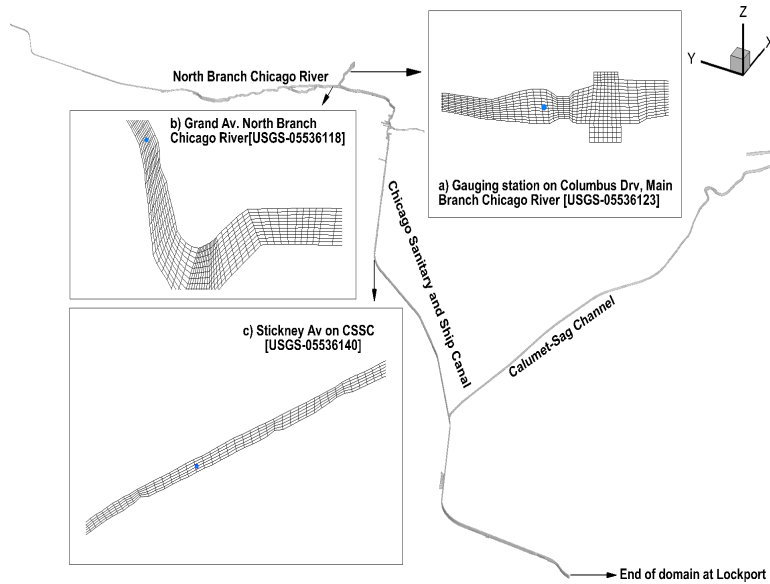 Z
X
Y
North Branch Chicago River
b) Grand Av. North Branch
Chicago River[USGS-05536118]
a) Gauging station on Columbus Drv, Main
Branch Chicago River [USGS-05536123]
Chicago Sanitary and Ship Canal
Calumet-Sag Channel
c) Stickney Av on CSSC
[USGS-05536140]
End of domain at Lockport